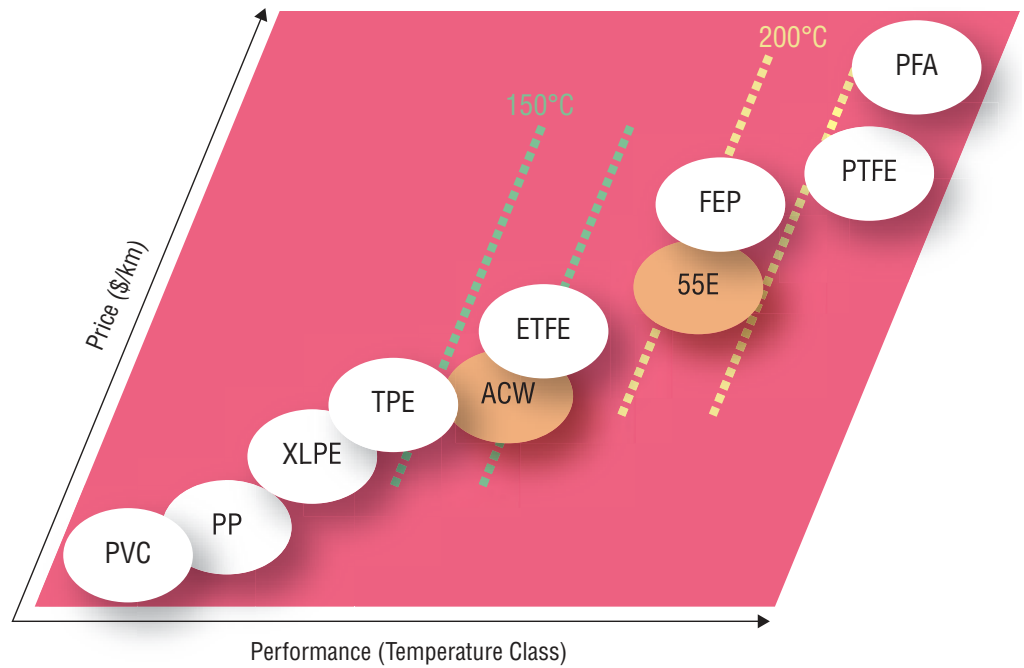 200°C
PFA
150°C
PTFE
FEP
Price ($/km)
55E
ETFE
ACW
TPE
XLPE
PP
PVC
Performance (Temperature Class)